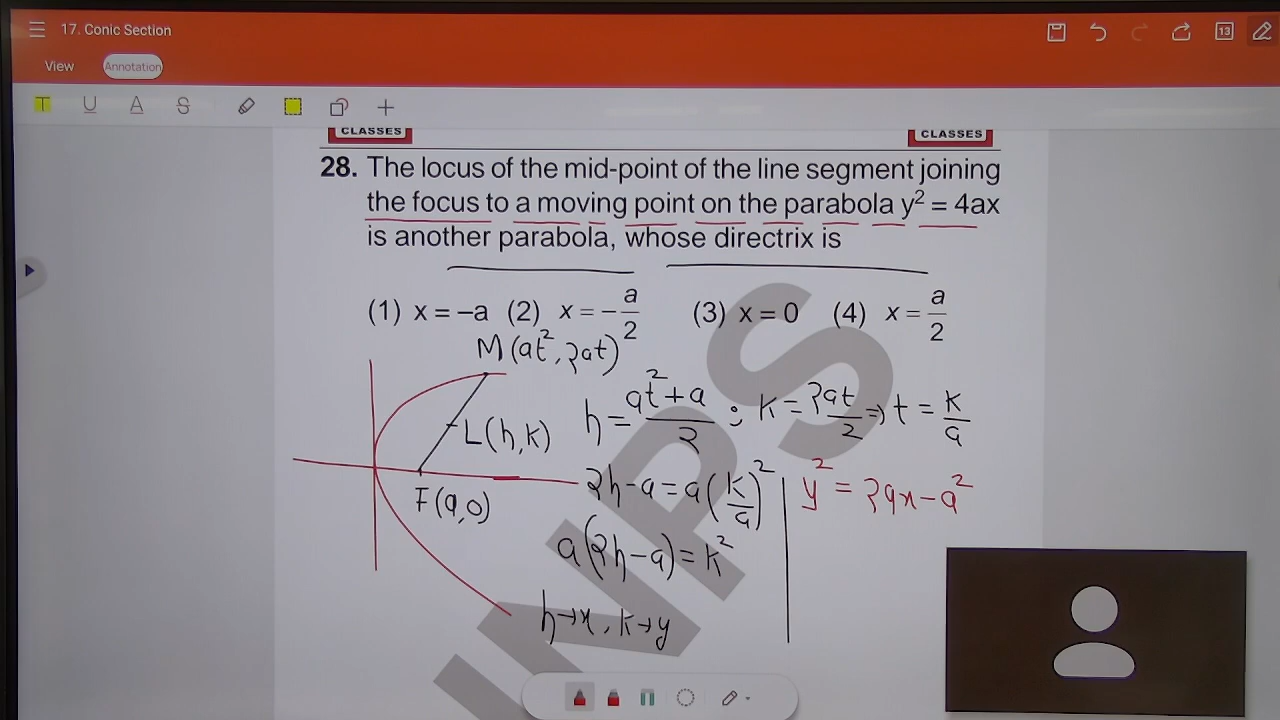 17. Conic Section
13
View
Annotation
T U A S
CLASSES
CLASSES
28. The locus of the mid-point of the line segment joining
the focus to a moving point on the parabola y² = 4ax
is another parabola, whose directrix is
(1) x = –a (2) x = –a/2 (3) x = 0 (4) x = a/2
M(at², 2at)
h = (at² + a)/2 ; k = 2at/2 ⇒ t = k/a
L(h,k)
F(a,0)
2h – a = a(k/a)²
y² = 2ax – a²
a(2h – a) = k²
h→x, k→y
NPS